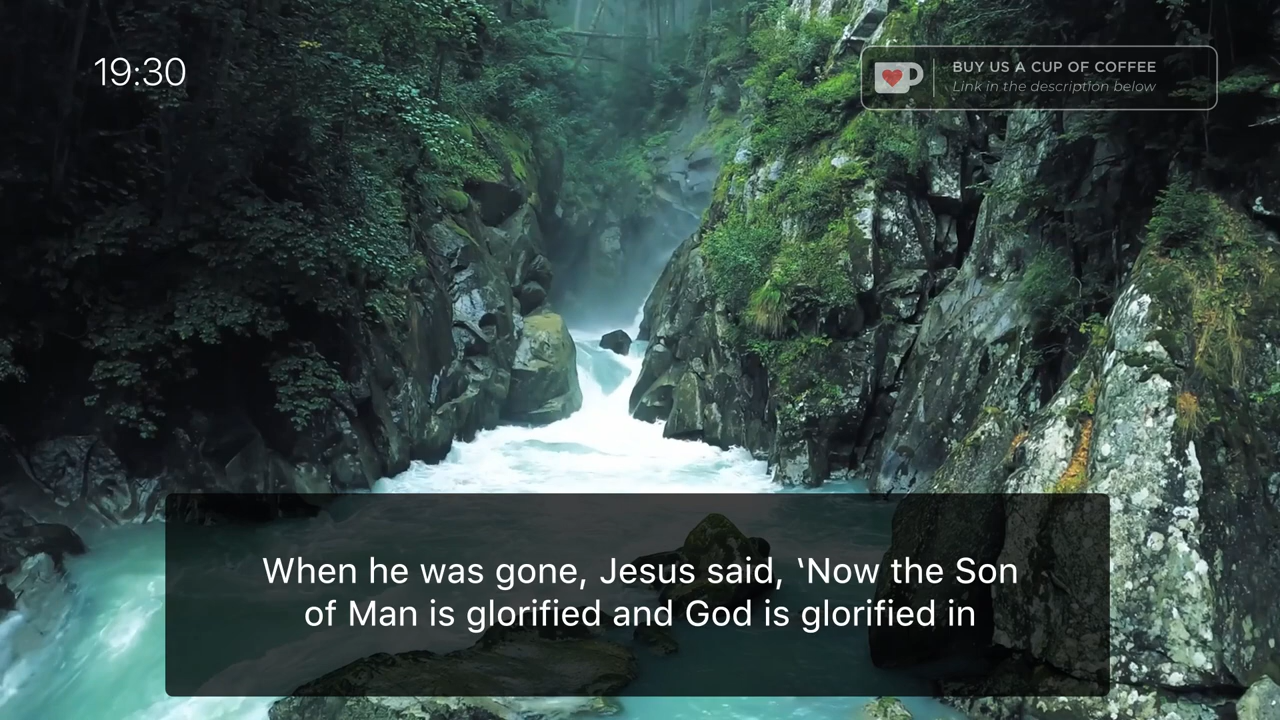 19:30
BUY US A CUP OF COFFEE
Link in the description below
When he was gone, Jesus said, ‛Now the Son
of Man is glorified and God is glorified in